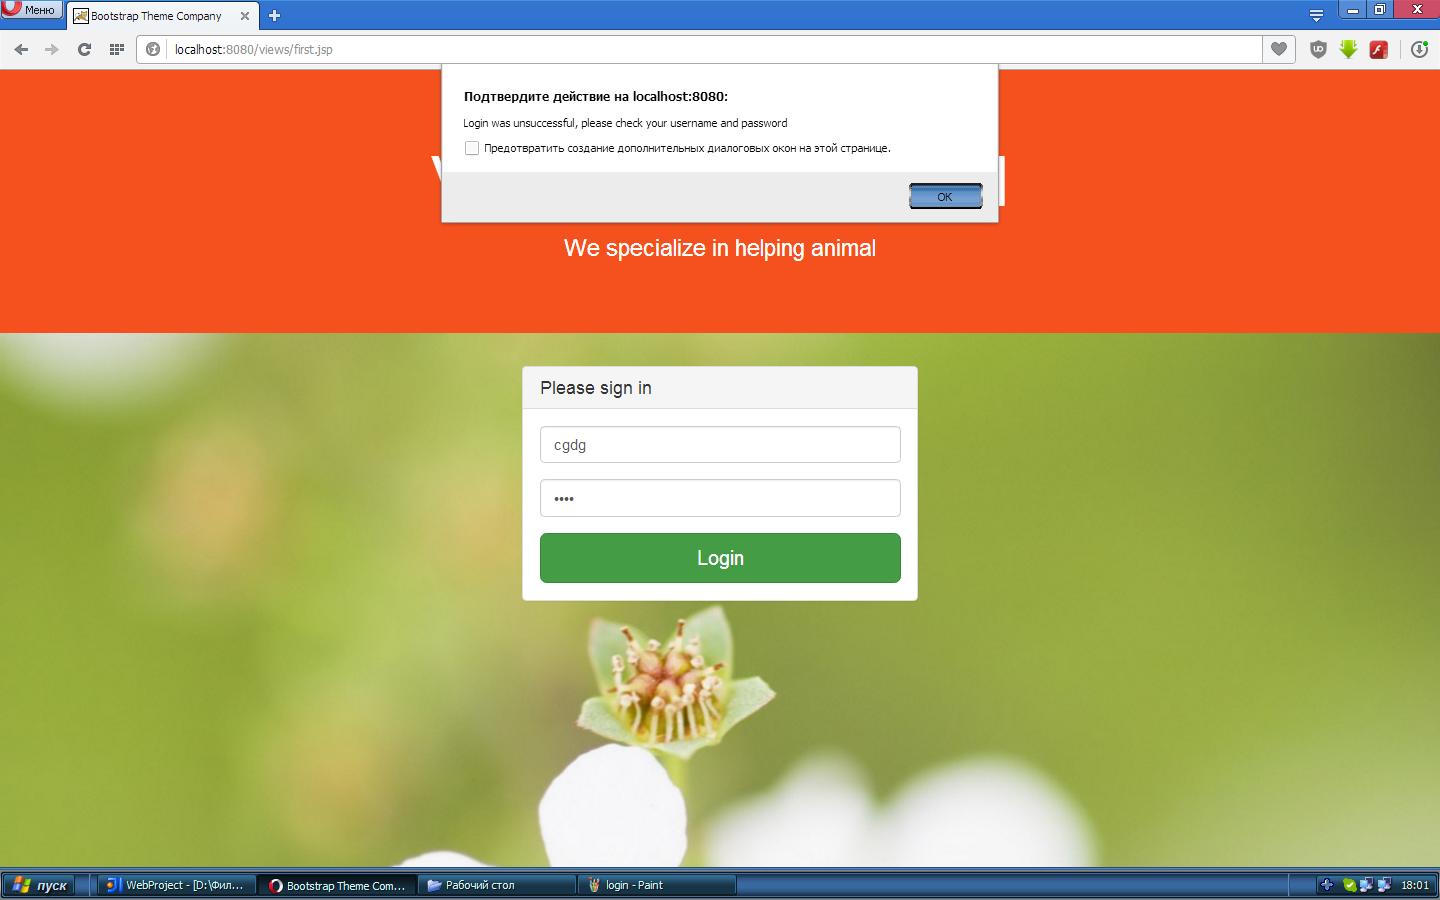 Меню
Bootstrap Theme Company
localhost:8080/views/first.jsp
Подтвердите действие на localhost:8080:
Login was unsuccessful, please check your username and password
Предотвратить создание дополнительных диалоговых окон на этой странице.
OK
We specialize in helping animal
Please sign in
cgdg
••••
Login
пуск
WebProject - [D:\Фил...
Bootstrap Theme Com...
Рабочий стол
login - Paint
18:01